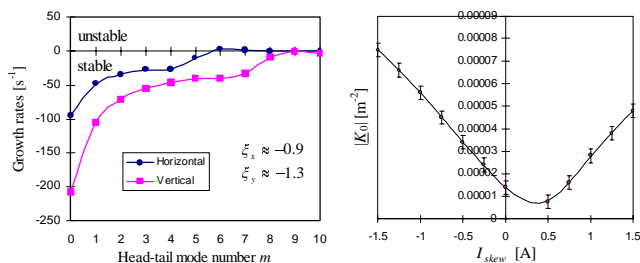 unstable
stable
50
0
-50
-100
-150
-200
-250
Growth rates [s⁻¹]
Horizontal
Vertical
ξx ≈ −0.9
ξy ≈ −1.3
0 1 2 3 4 5 6 7 8 9 10
Head-tail mode number m
0.00009
0.00008
0.00007
0.00006
0.00005
0.00004
0.00003
0.00002
0.00001
0
|K0| [m⁻²]
-1.5 -1 -0.5 0 0.5 1 1.5
Iskew [A]